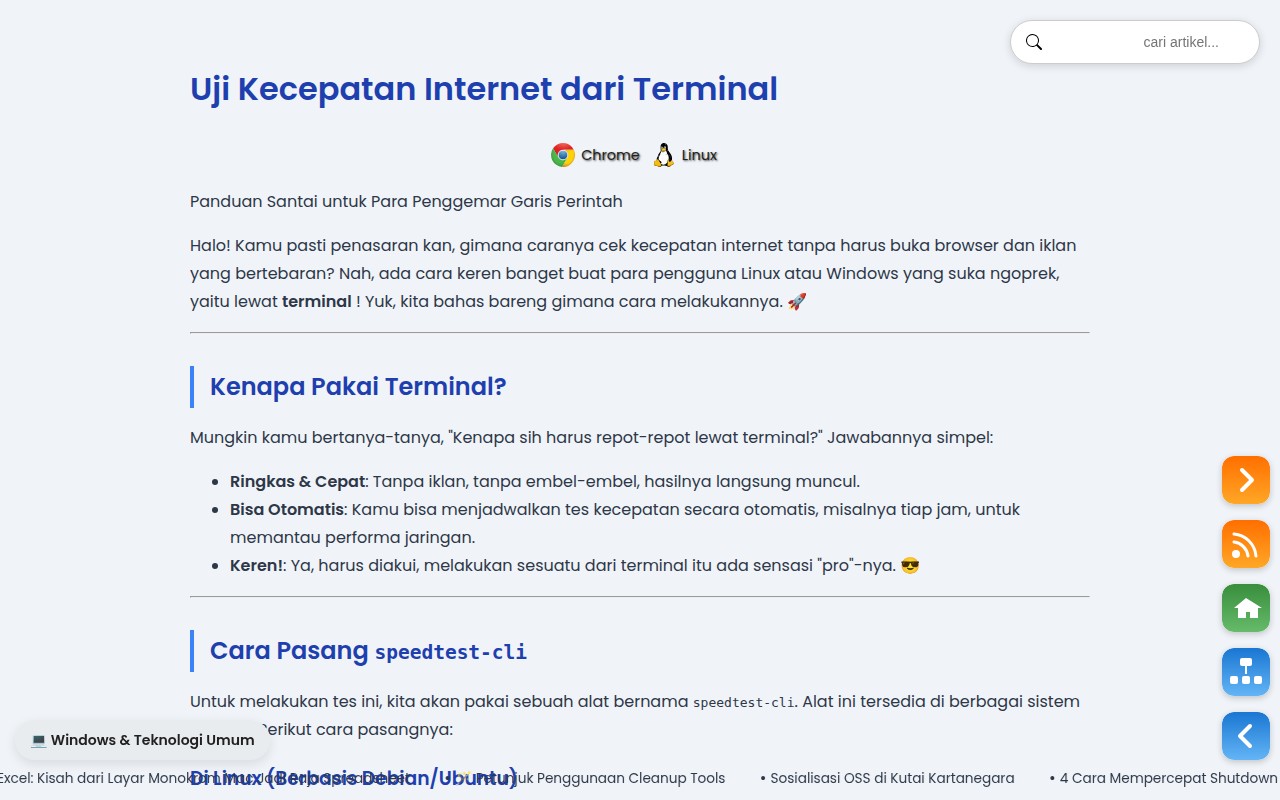 cari artikel...
Uji Kecepatan Internet dari Terminal
Chrome Linux
Panduan Santai untuk Para Penggemar Garis Perintah
Halo! Kamu pasti penasaran kan, gimana caranya cek kecepatan internet tanpa harus buka browser dan iklan
yang bertebaran? Nah, ada cara keren banget buat para pengguna Linux atau Windows yang suka ngoprek,
yaitu lewat terminal ! Yuk, kita bahas bareng gimana cara melakukannya. 🚀
Kenapa Pakai Terminal?
Mungkin kamu bertanya-tanya, "Kenapa sih harus repot-repot lewat terminal?" Jawabannya simpel:
• Ringkas & Cepat: Tanpa iklan, tanpa embel-embel, hasilnya langsung muncul.
• Bisa Otomatis: Kamu bisa menjadwalkan tes kecepatan secara otomatis, misalnya tiap jam, untuk
memantau performa jaringan.
• Keren!: Ya, harus diakui, melakukan sesuatu dari terminal itu ada sensasi "pro"-nya. 😎
Cara Pasang speedtest-cli
Untuk melakukan tes ini, kita akan pakai sebuah alat bernama speedtest-cli. Alat ini tersedia di berbagai sistem
Berikut cara pasangnya:
💻 Windows & Teknologi Umum
Di Linux (Berbasis Debian/Ubuntu)
Excel: Kisah dari Layar Monokrom Mac Jadi Raja Spreadsheet • Petunjuk Penggunaan Cleanup Tools • Sosialisasi OSS di Kutai Kartanegara • 4 Cara Mempercepat Shutdown